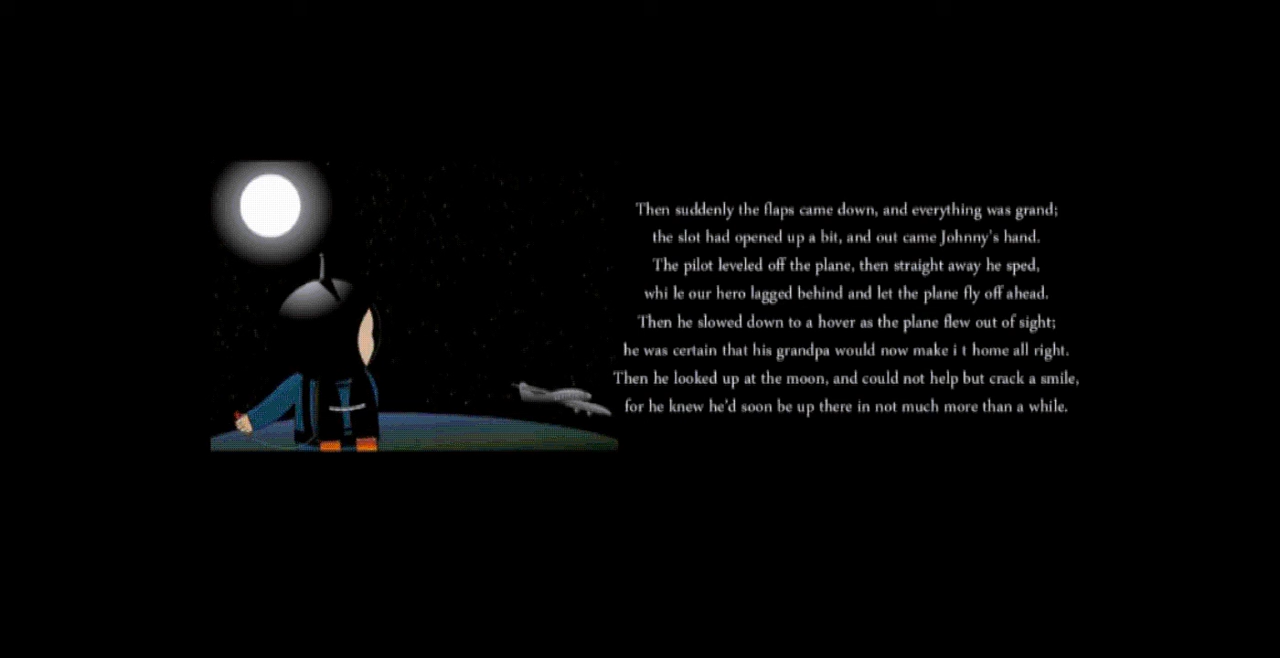 Then suddenly the flaps came down, and everything was grand;
the slot had opened up a bit, and out came Johnny's hand.
The pilot leveled off the plane, then straight away he sped,
whi le our hero lagged behind and let the plane fly off ahead.
Then he slowed down to a hover as the plane flew out of sight;
he was certain that his grandpa would now make i t home all right.
Then he looked up at the moon, and could not help but crack a smile,
for he knew he'd soon be up there in not much more than a while.